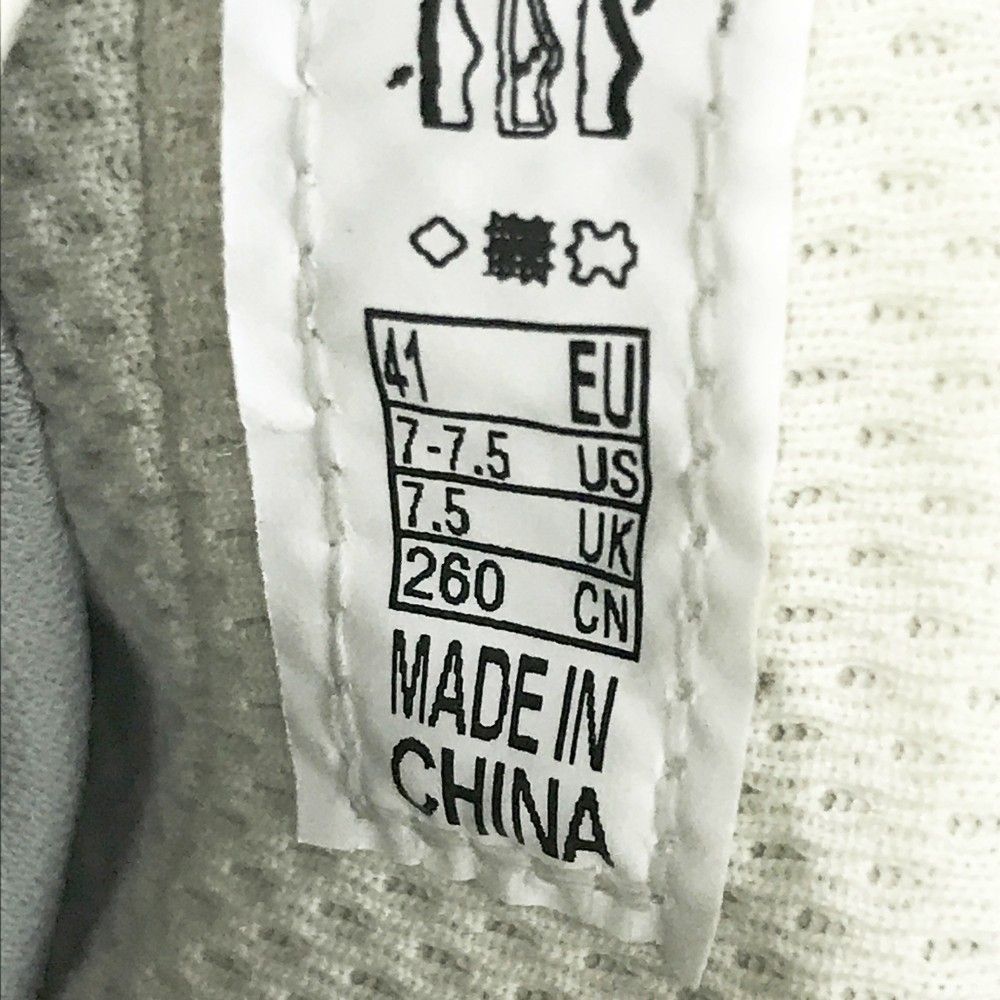 41 EU
7-7.5 US
7.5 UK
260 CN
MADE IN
CHINA